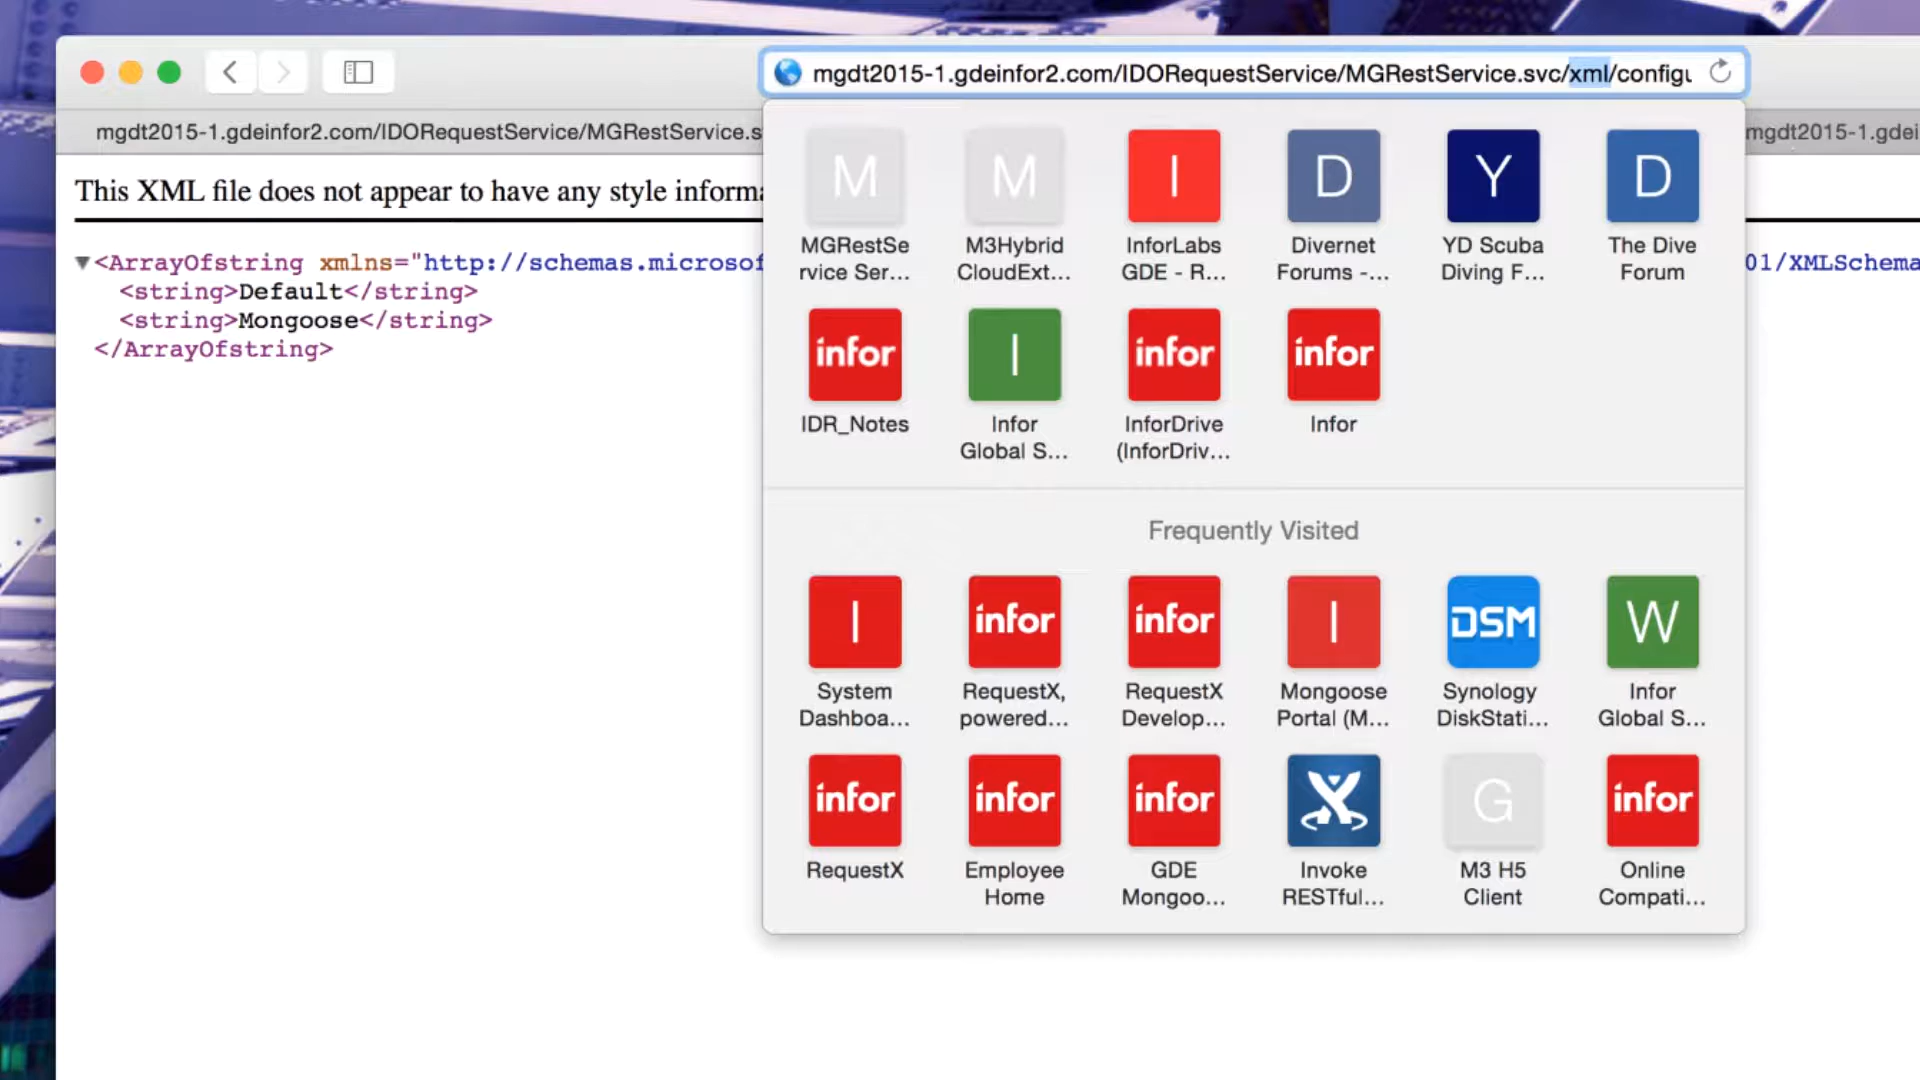 mgdt2015-1.gdeinfor2.com/IDORequestService/MGRestService.svc/xml/configu
mgdt2015-1.gdeinfor2.com/IDORequestService/MGRestService.s
mgdt2015-1.gdei
This XML file does not appear to have any style informa
<ArrayOfstring xmlns="http://schemas.microsof
01/XMLSchema
<string>Default</string>
<string>Mongoose</string>
</ArrayOfstring>
M
M
I
D
Y
D
MGRestSe
rvice Ser...
M3Hybrid
CloudExt...
InforLabs
GDE - R...
Divernet
Forums -...
YD Scuba
Diving F...
The Dive
Forum
infor
I
infor
infor
IDR_Notes
Infor
Global S...
InforDrive
(InforDriv...
Infor
Frequently Visited
I
infor
infor
I
DSM
W
System
Dashboa...
RequestX,
powered...
RequestX
Develop...
Mongoose
Portal (M...
Synology
DiskStati...
Infor
Global S...
infor
infor
infor
G
infor
RequestX
Employee
Home
GDE
Mongoo...
Invoke
RESTful...
M3 H5
Client
Online
Compati...